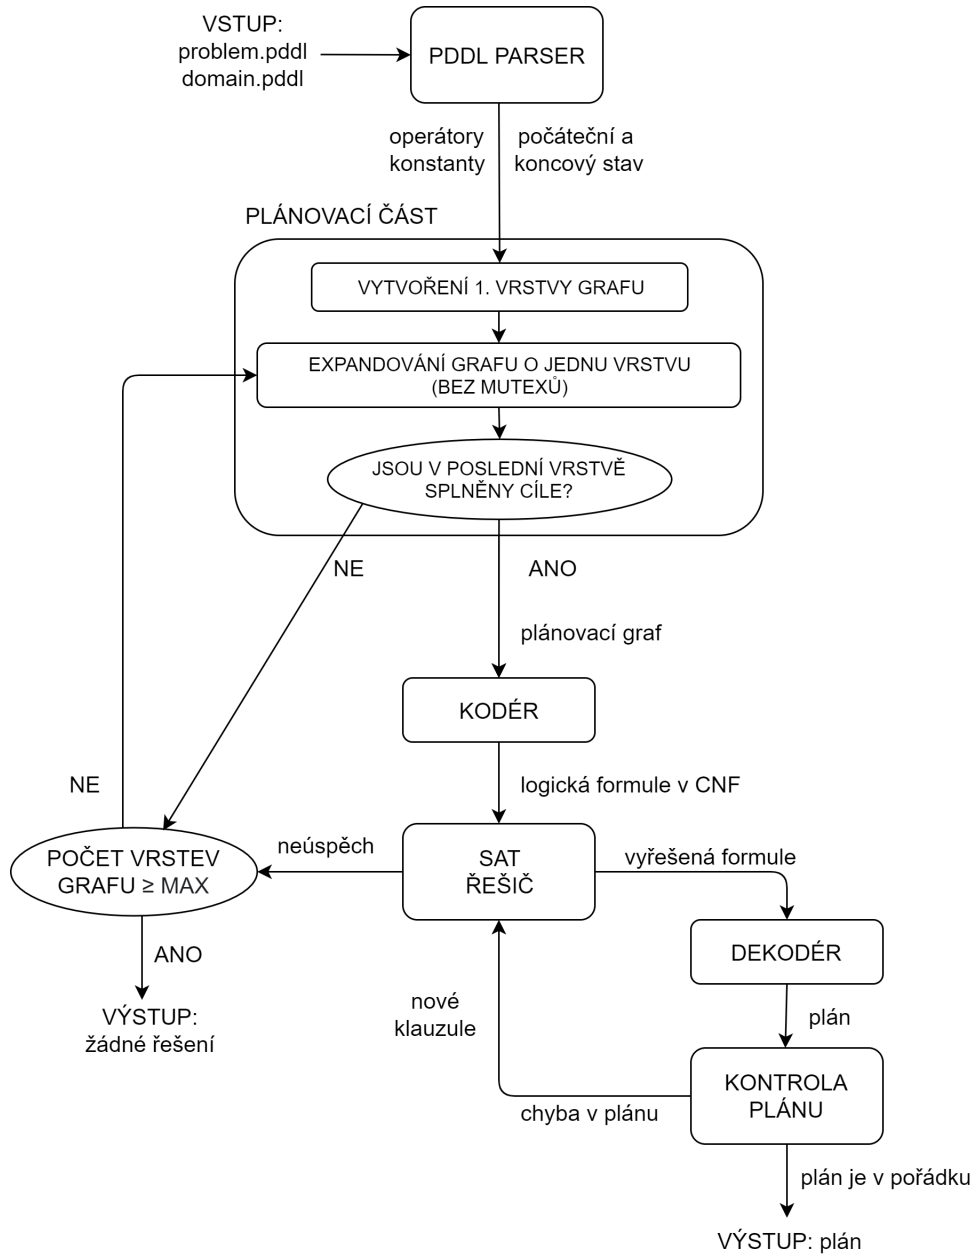 VSTUP:
problem.pddl
domain.pddl
PDDL PARSER
operátory
konstanty
počáteční a
koncový stav
PLÁNOVACÍ ČÁST
VYTVOŘENÍ 1. VRSTVY GRAFU
EXPANDOVÁNÍ GRAFU O JEDNU VRSTVU
(BEZ MUTEXŮ)
JSOU V POSLEDNÍ VRSTVĚ
SPLNĚNY CÍLE?
NE
ANO
plánovací graf
KODÉR
NE
logická formule v CNF
POČET VRSTEV
GRAFU ≥ MAX
neúspěch
SAT
ŘEŠIČ
vyřešená formule
ANO
DEKODÉR
VÝSTUP:
žádné řešení
nové
klauzule
plán
KONTROLA
PLÁNU
chyba v plánu
plán je v pořádku
VÝSTUP: plán